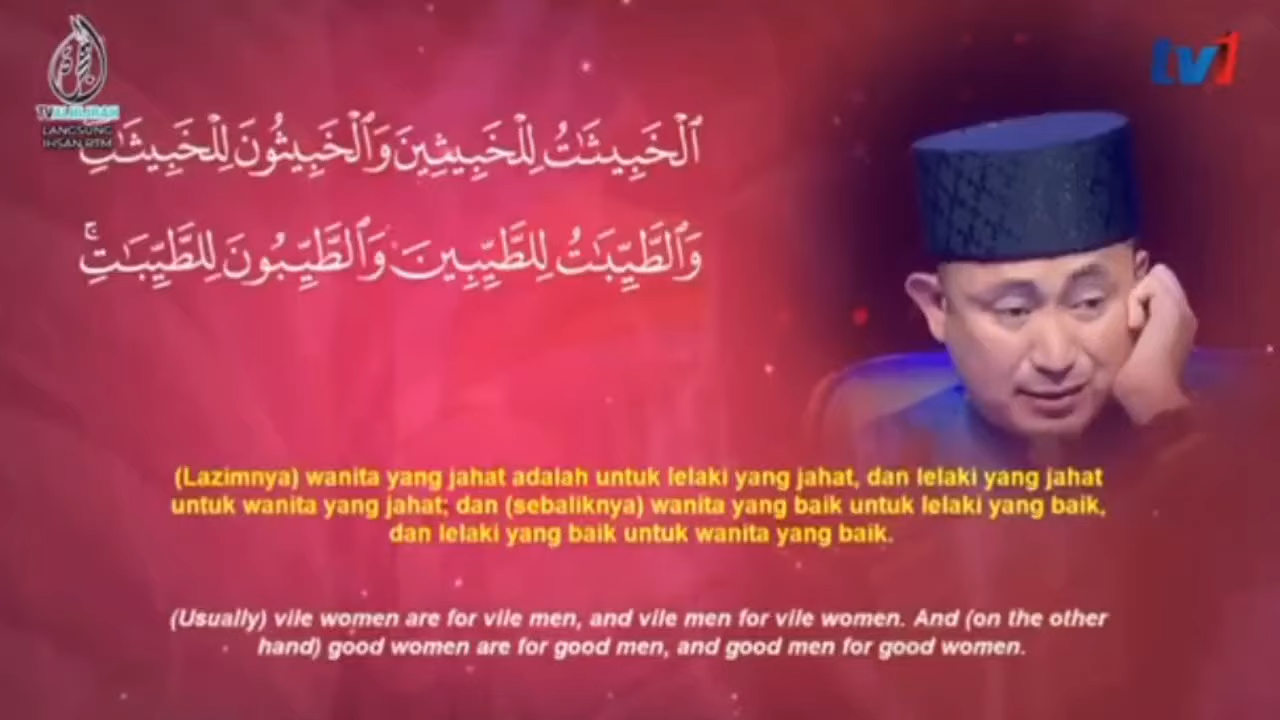 TV ALHIJRAH
LANGSUNG
IHSAN RTM
tv1
ٱلْخَبِيثَٰتُ لِلْخَبِيثِينَ وَٱلْخَبِيثُونَ لِلْخَبِيثَٰتِ
وَٱلطَّيِّبَٰتُ لِلطَّيِّبِينَ وَٱلطَّيِّبُونَ لِلطَّيِّبَٰتِ ۚ
(Lazimnya) wanita yang jahat adalah untuk lelaki yang jahat, dan lelaki yang jahat
untuk wanita yang jahat; dan (sebaliknya) wanita yang baik untuk lelaki yang baik,
dan lelaki yang baik untuk wanita yang baik.
(Usually) vile women are for vile men, and vile men for vile women. And (on the other
hand) good women are for good men, and good men for good women.